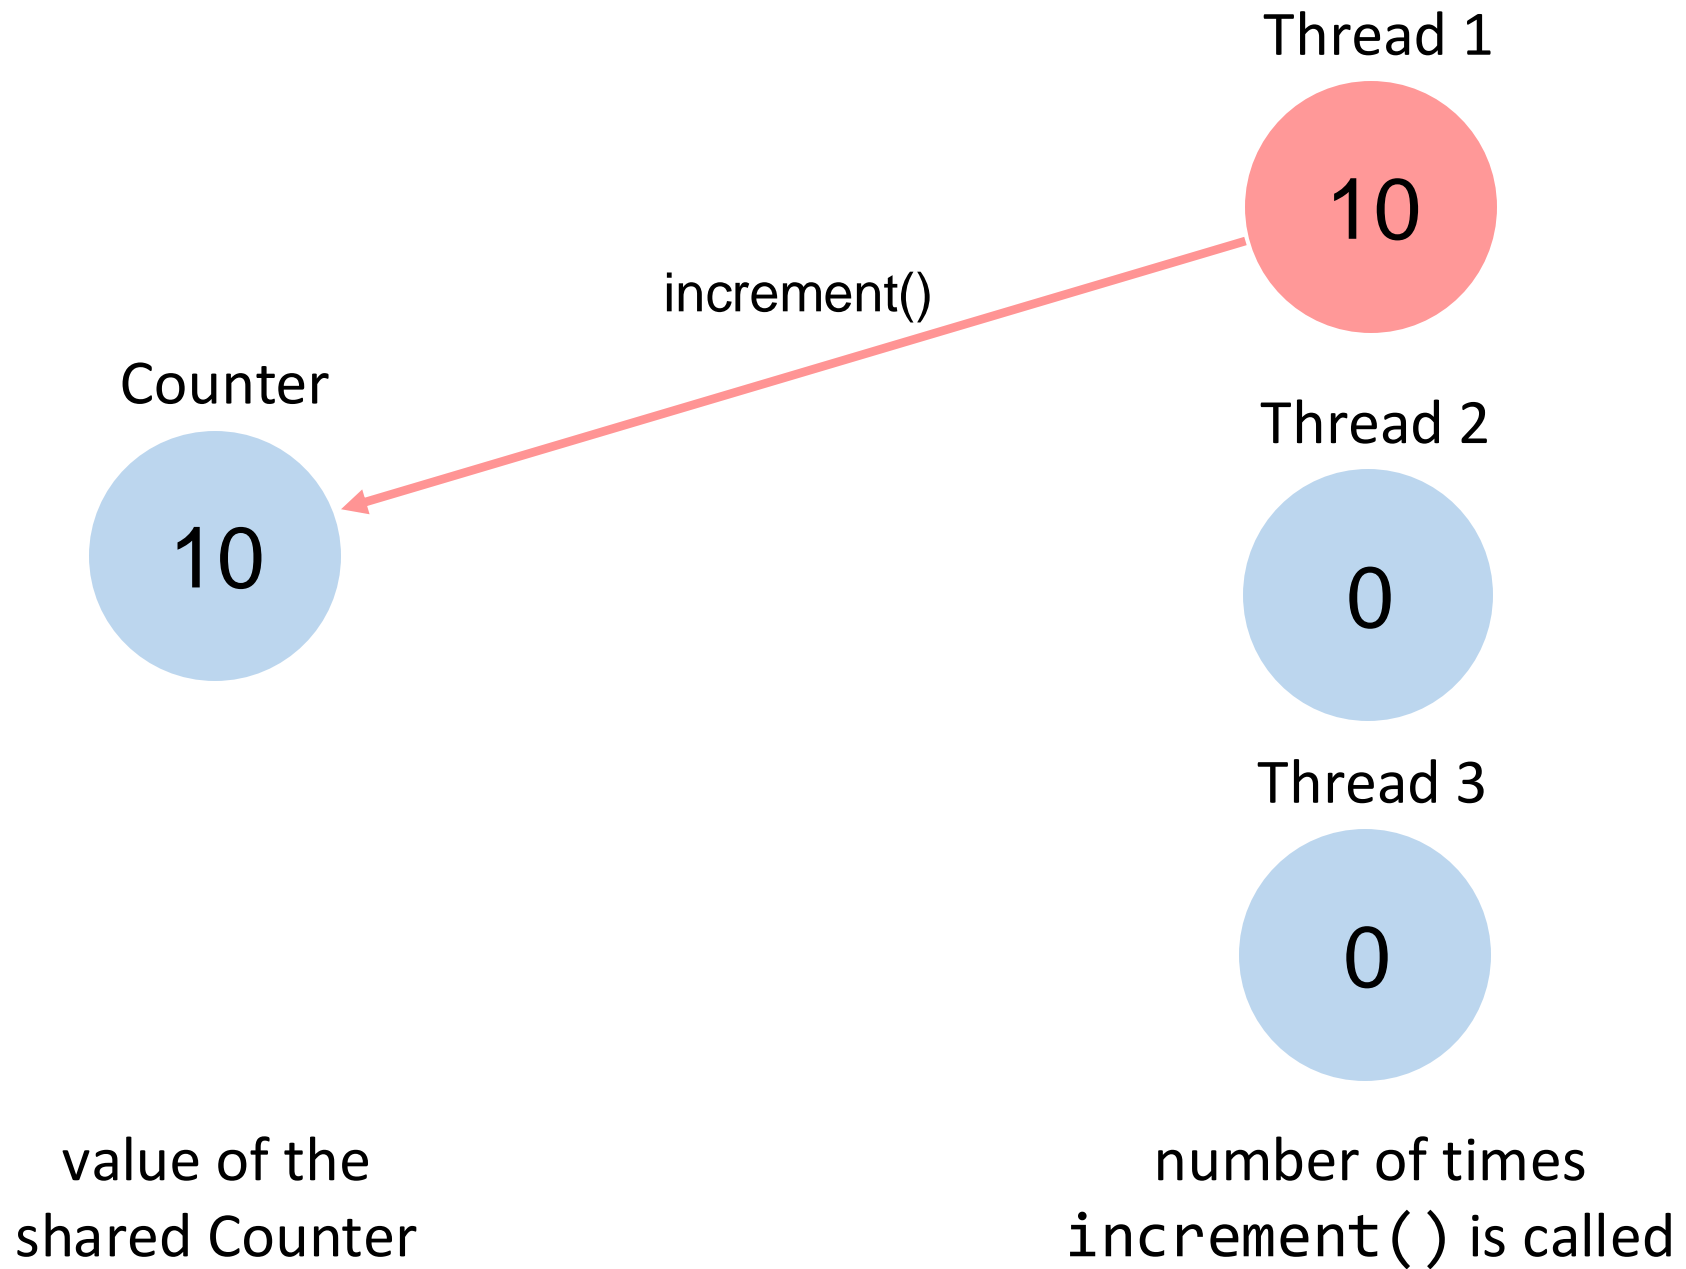 Thread 1
10
increment()
Counter
10
Thread 2
0
Thread 3
0
value of the
shared Counter
number of times
increment() is called